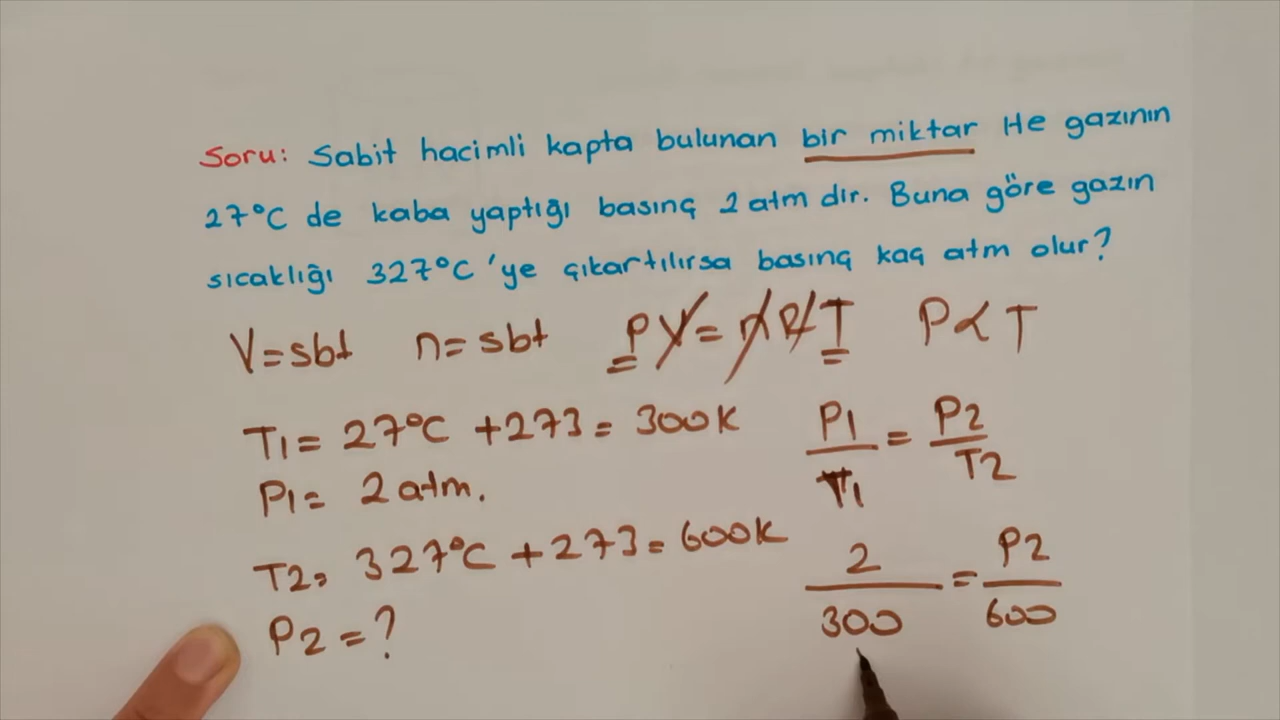 Soru: Sabit hacimli kapta bulunan bir miktar He gazının
27°C de kaba yaptığı basınç 2 atm dir. Buna göre gazın
sıcaklığı 327°C'ye çıkartılırsa basınç kaç atm olur?
V=sbt n=sbt PV=nRT P∝T
T1= 27°C +273= 300K
P1= 2 atm.
T2= 327°C +273= 600K
P2=?
P1/T1 = P2/T2
2/300 = P2/600